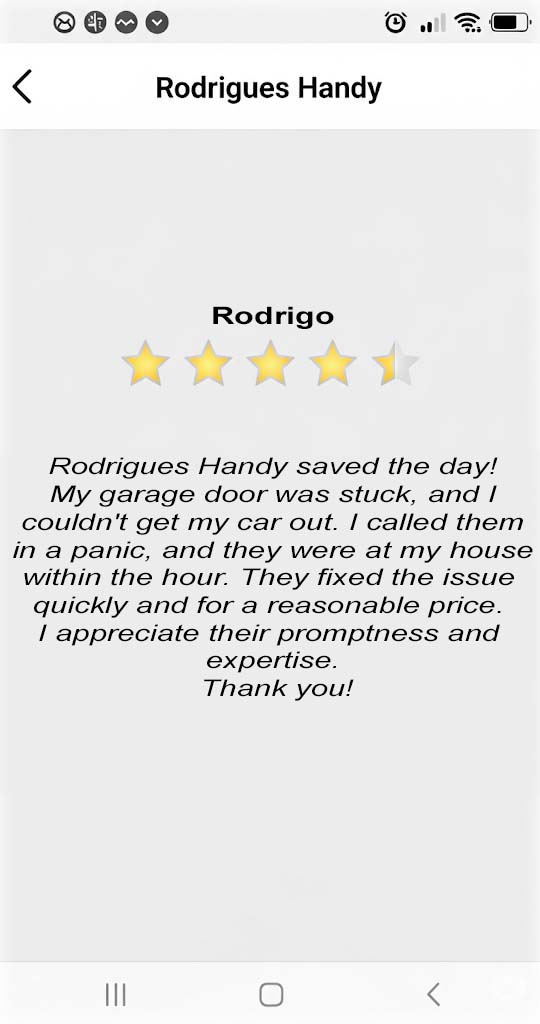 Rodrigues Handy
Rodrigo
Rodrigues Handy saved the day!
My garage door was stuck, and I
couldn't get my car out. I called them
in a panic, and they were at my house
within the hour. They fixed the issue
quickly and for a reasonable price.
I appreciate their promptness and
expertise.
Thank you!